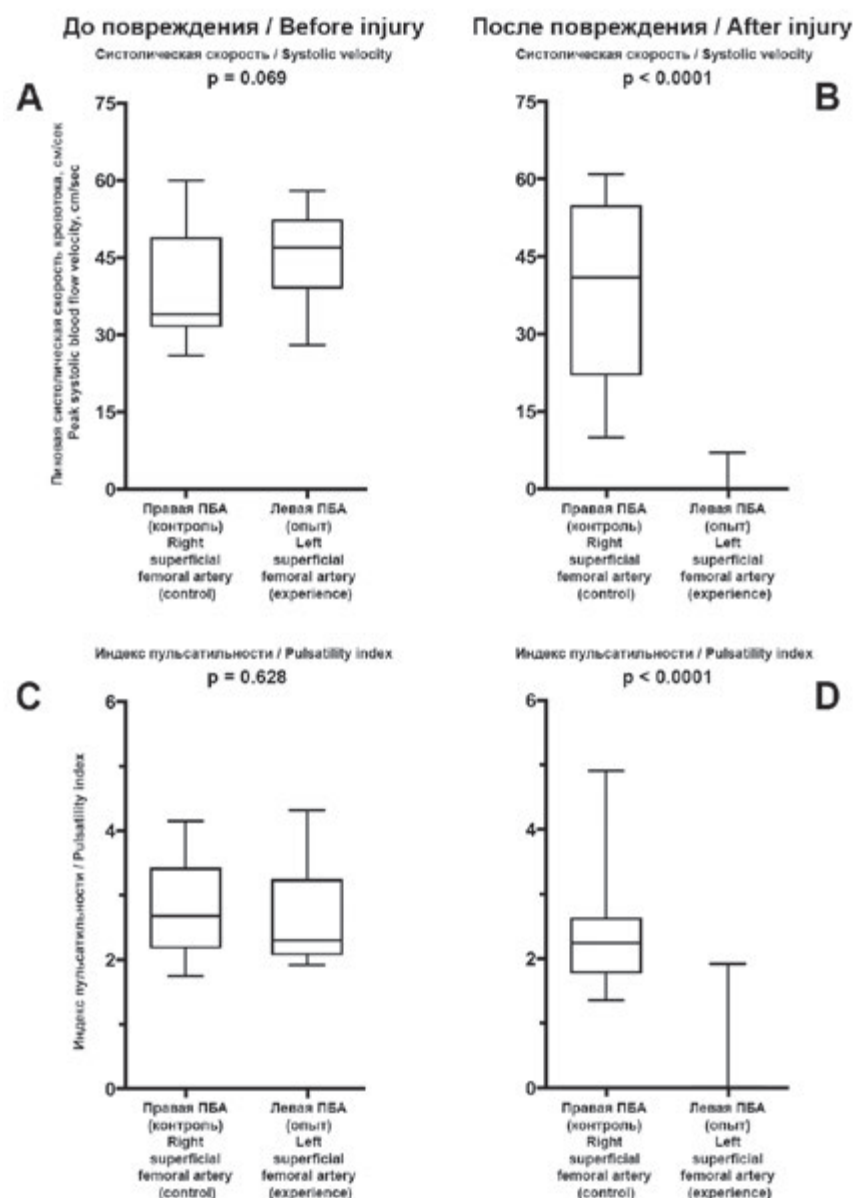 До повреждения / Before injury
Систолическая скорость / Systolic velocity
p = 0.069
A
Пиковая систолическая скорость кровотока, см/сек
Peak systolic blood flow velocity, cm/sec
75
60
45
30
15
0
Правая ПБА
(контроль)
Right
superficial
femoral artery
(control)
Левая ПБА
(опыт)
Left
superficial
femoral artery
(experience)
После повреждения / After injury
Систолическая скорость / Systolic velocity
p < 0.0001
B
75
60
45
30
15
0
Правая ПБА
(контроль)
Right
superficial
femoral artery
(control)
Левая ПБА
(опыт)
Left
superficial
femoral artery
(experience)
Индекс пульсатильности / Pulsatility index
p = 0.628
C
Индекс пульсатильности / Pulsatility index
6
4
2
0
Правая ПБА
(контроль)
Right
superficial
femoral artery
(control)
Левая ПБА
(опыт)
Left
superficial
femoral artery
(experience)
Индекс пульсатильности / Pulsatility index
p < 0.0001
D
6
4
2
0
Правая ПБА
(контроль)
Right
superficial
femoral artery
(control)
Левая ПБА
(опыт)
Left
superficial
femoral artery
(experience)